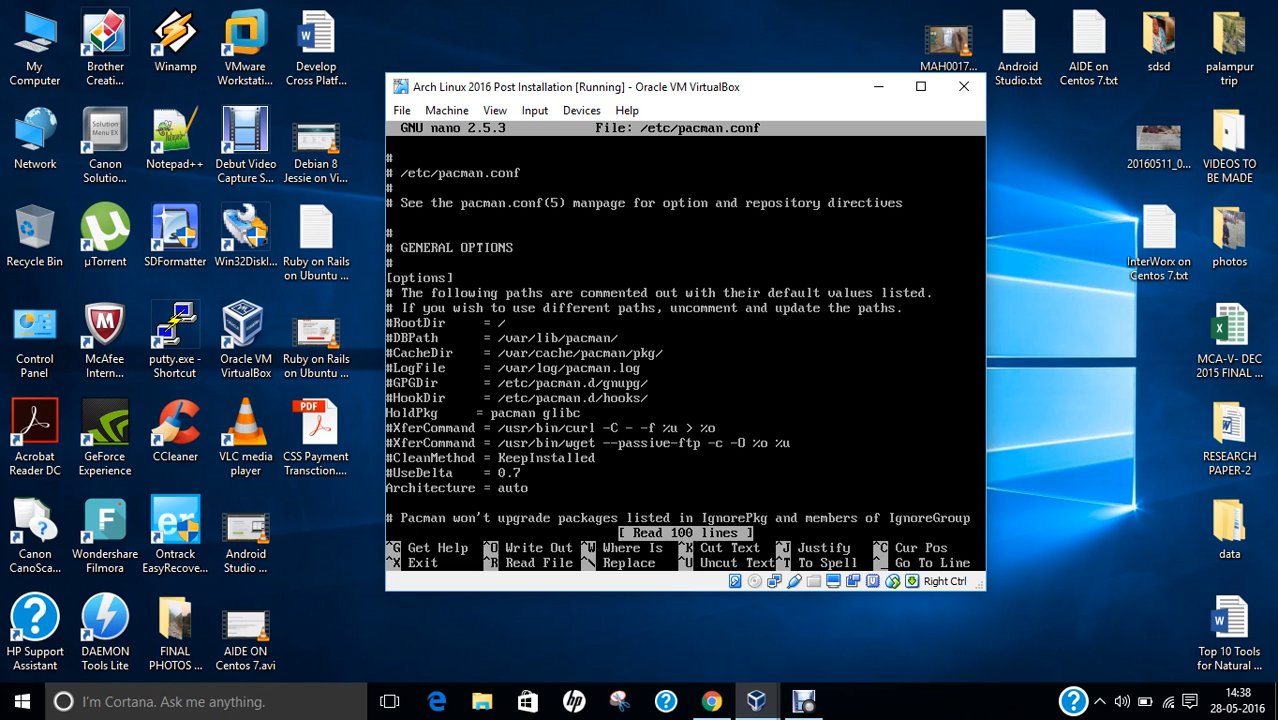 My
Computer
Brother
Creati...
Winamp
VMware
Workstati...
Develop
Cross Platf...
Network
Canon
Solutio...
Solution
Menu EX
Notepad++
Debut Video
Capture S...
Debian 8
Jessie on Vi...
Recycle Bin
µTorrent
SDFormatter
Win32DiskI...
Ruby on Rails
on Ubuntu ...
Control
Panel
McAfee
Intern...
putty.exe -
Shortcut
Oracle VM
VirtualBox
Ruby on Rails
on Ubuntu ...
Acrobat
Reader DC
GeForce
Experience
CCleaner
VLC media
player
PDF
CSS Payment
Transction....
Canon
CanoSca...
Wondershare
Filmora
Ontrack
EasyRecove...
Android
Studio ...
HP Support
Assistant
DAEMON
Tools Lite
FINAL
PHOTOS ...
AIDE ON
Centos 7.avi
Arch Linux 2016 Post Installation [Running] - Oracle VM VirtualBox
File Machine View Input Devices Help
GNU nano 2.5.3 File: /etc/pacman.conf
#
# /etc/pacman.conf
#
# See the pacman.conf(5) manpage for option and repository directives
#
# GENERAL OPTIONS
#
[options]
# The following paths are commented out with their default values listed.
# If you wish to use different paths, uncomment and update the paths.
#RootDir = /
#DBPath = /var/lib/pacman/
#CacheDir = /var/cache/pacman/pkg/
#LogFile = /var/log/pacman.log
#GPGDir = /etc/pacman.d/gnupg/
#HookDir = /etc/pacman.d/hooks/
HoldPkg = pacman glibc
#XferCommand = /usr/bin/curl -C - -f %u > %o
#XferCommand = /usr/bin/wget --passive-ftp -c -O %o %u
#CleanMethod = KeepInstalled
#UseDelta = 0.7
Architecture = auto
# Pacman won't upgrade packages listed in IgnorePkg and members of IgnoreGroup
[ Read 100 lines ]
^G Get Help ^O Write Out ^W Where Is ^K Cut Text ^J Justify ^C Cur Pos
^X Exit ^R Read File ^\ Replace ^U Uncut Text ^T To Spell ^_ Go To Line
Right Ctrl
MAH0017...
Android
Studio.txt
AIDE on
Centos 7.txt
sdsd
palampur
trip
20160511_0...
VIDEOS TO
BE MADE
InterWorx on
Centos 7.txt
photos
MCA-V- DEC
2015 FINAL ...
RESEARCH
PAPER-2
data
Top 10 Tools
for Natural ...
I'm Cortana. Ask me anything.
14:38
28-05-2016